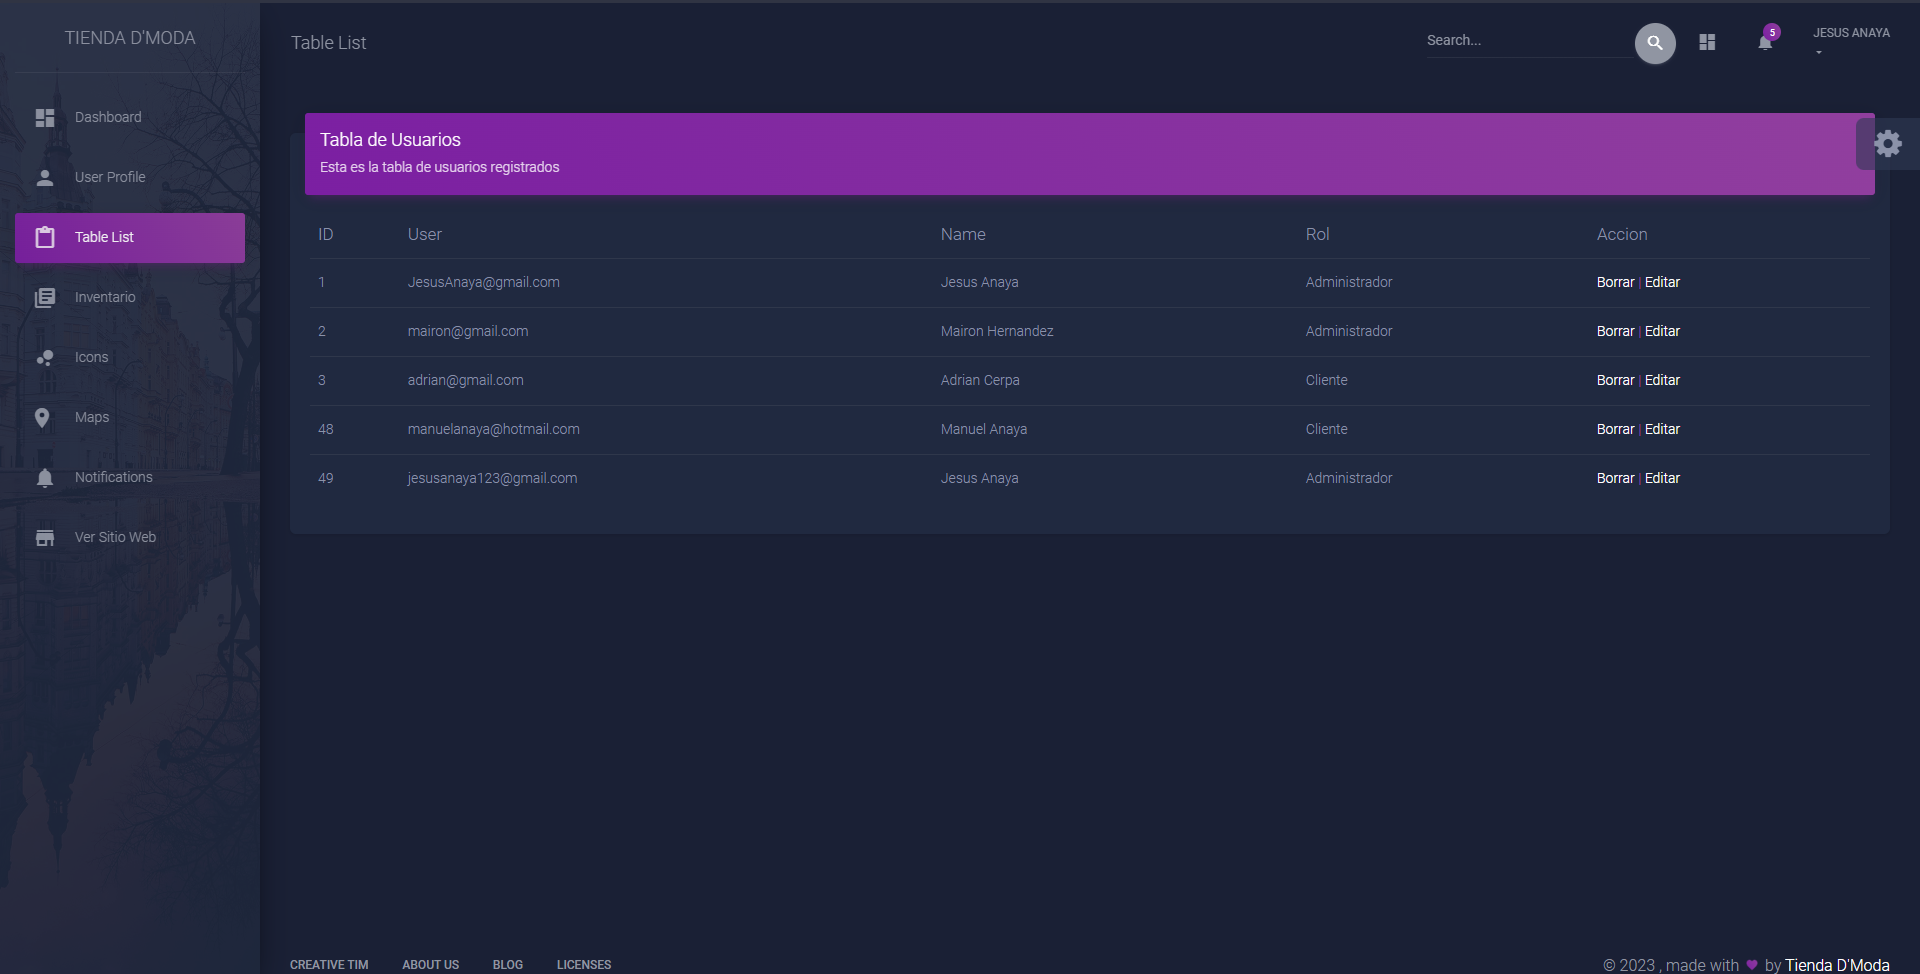 TIENDA D'MODA
Dashboard
User Profile
Table List
Inventario
Icons
Maps
Notifications
Ver Sitio Web
Table List
Search...
5
JESUS ANAYA
Tabla de Usuarios
Esta es la tabla de usuarios registrados
ID User Name Rol Accion
1 JesusAnaya@gmail.com Jesus Anaya Administrador Borrar | Editar
2 mairon@gmail.com Mairon Hernandez Administrador Borrar | Editar
3 adrian@gmail.com Adrian Cerpa Cliente Borrar | Editar
48 manuelanaya@hotmail.com Manuel Anaya Cliente Borrar | Editar
49 jesusanaya123@gmail.com Jesus Anaya Administrador Borrar | Editar
CREATIVE TIM ABOUT US BLOG LICENSES
© 2023 , made with ♥ by Tienda D'Moda